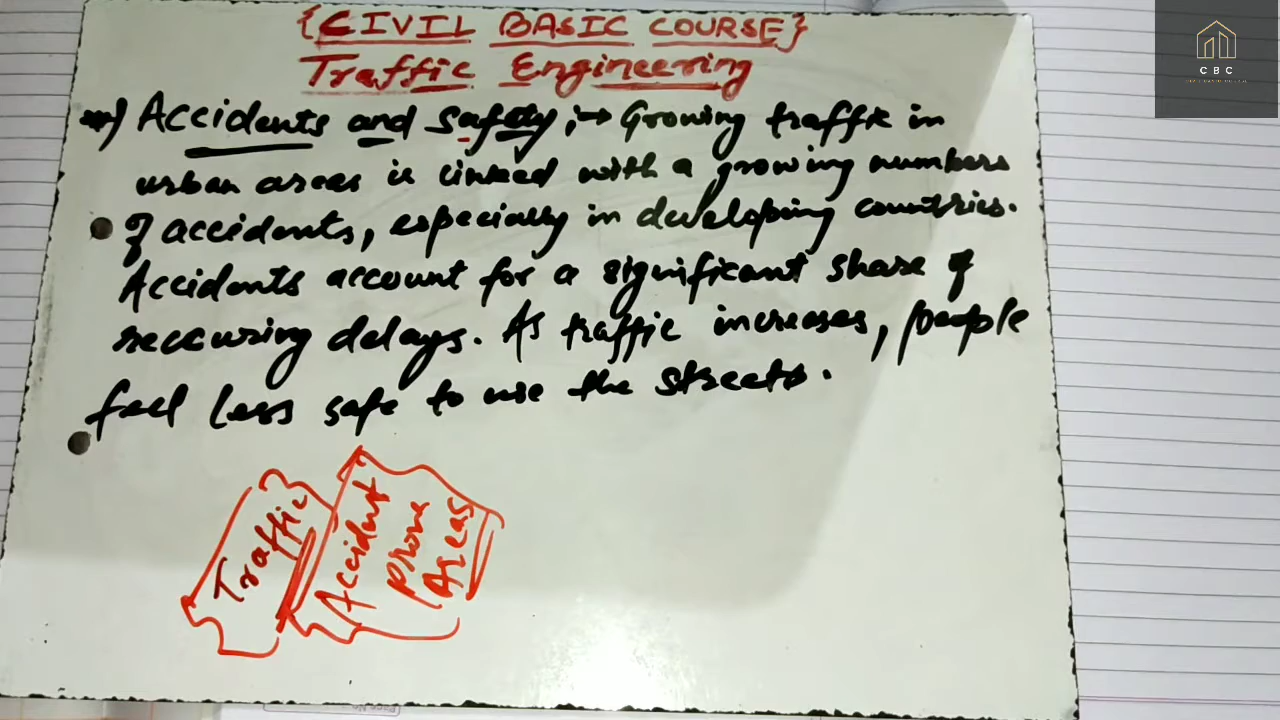 {CIVIL BASIC COURSE}
Traffic Engineering
Accidents and Safety :→ Growing traffic in
urban areas is linked with a growing numbers
of accidents, especially in developing countries.
Accidents account for a significant share of
reccuring delays. As traffic increases, people
feel less safe to use the streets.
Traffic
Accident
Prone
Areas
CBC